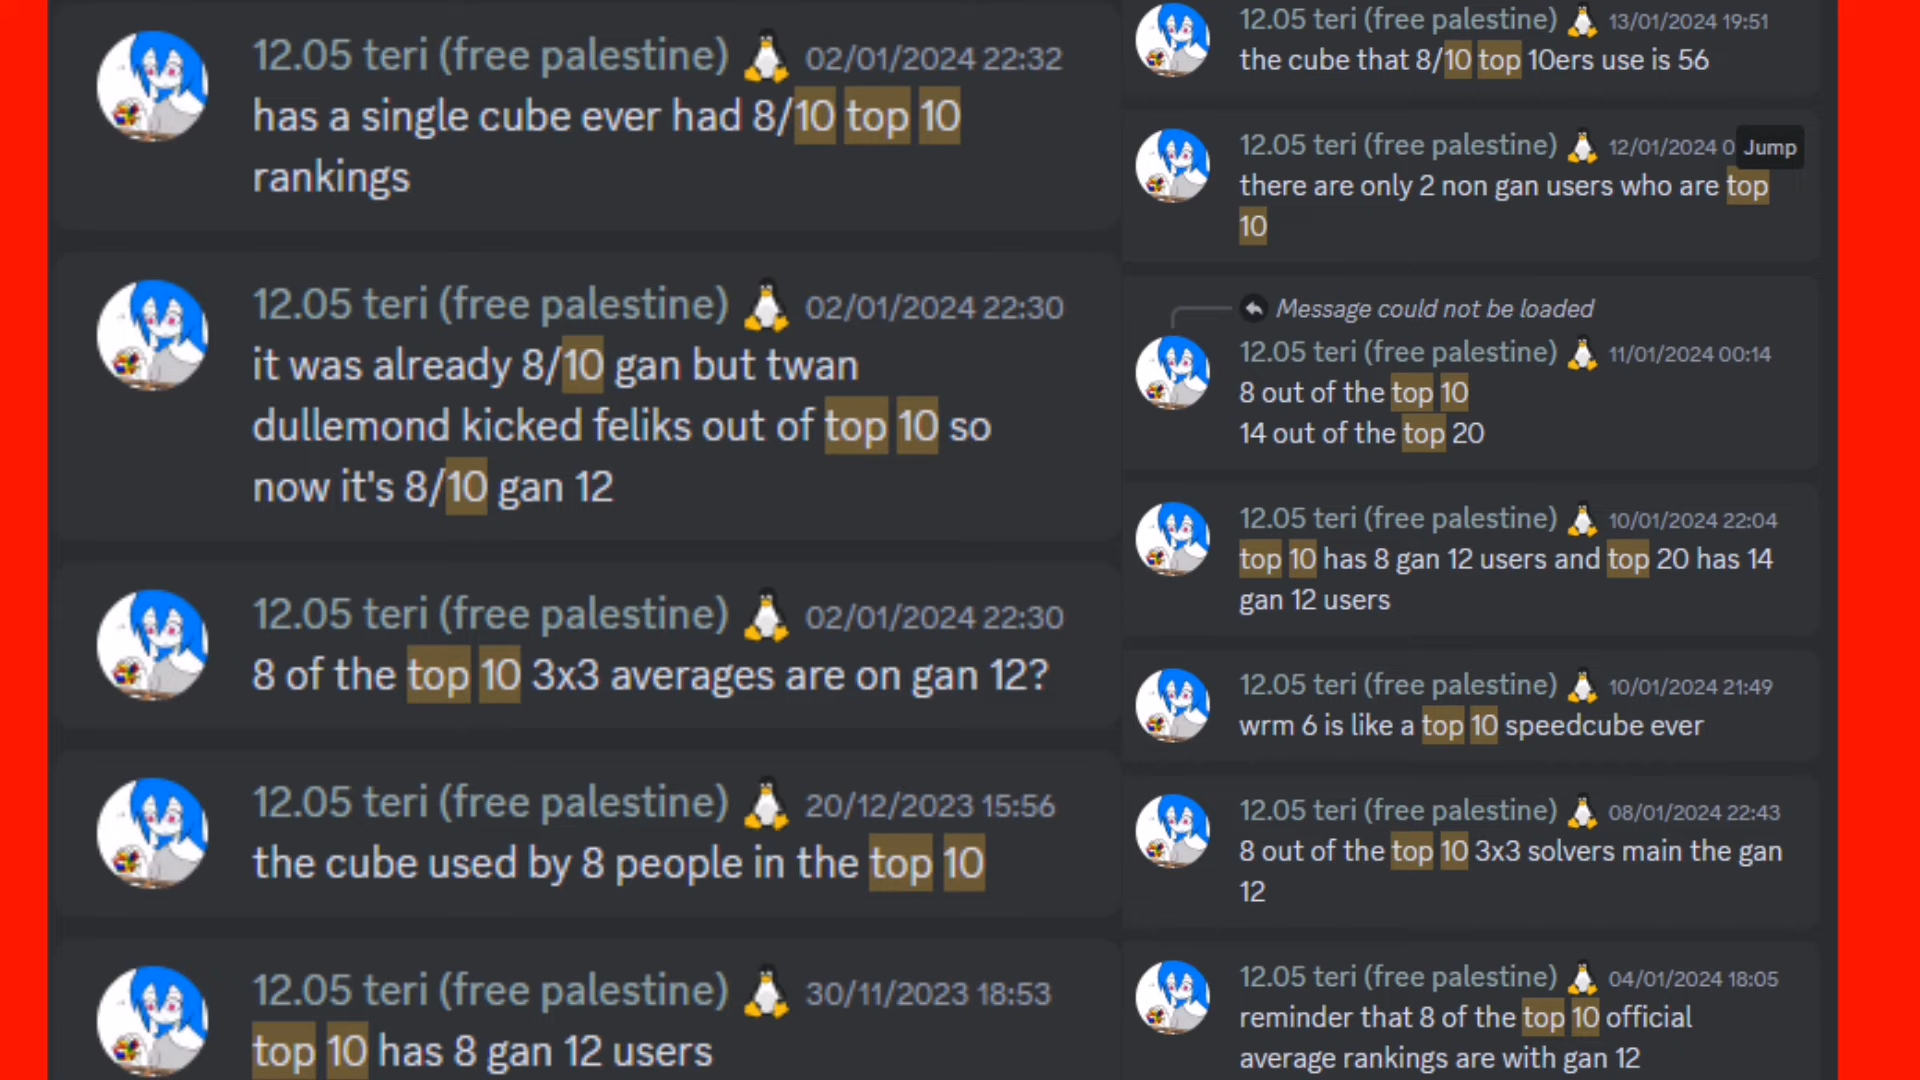 12.05 teri (free palestine) 02/01/2024 22:32
has a single cube ever had 8/10 top 10
rankings
12.05 teri (free palestine) 02/01/2024 22:30
it was already 8/10 gan but twan
dullemond kicked feliks out of top 10 so
now it's 8/10 gan 12
12.05 teri (free palestine) 02/01/2024 22:30
8 of the top 10 3x3 averages are on gan 12?
12.05 teri (free palestine) 20/12/2023 15:56
the cube used by 8 people in the top 10
12.05 teri (free palestine) 30/11/2023 18:53
top 10 has 8 gan 12 users
12.05 teri (free palestine) 13/01/2024 19:51
the cube that 8/10 top 10ers use is 56
12.05 teri (free palestine) 12/01/2024 0 Jump
there are only 2 non gan users who are top
10
Message could not be loaded
12.05 teri (free palestine) 11/01/2024 00:14
8 out of the top 10
14 out of the top 20
12.05 teri (free palestine) 10/01/2024 22:04
top 10 has 8 gan 12 users and top 20 has 14
gan 12 users
12.05 teri (free palestine) 10/01/2024 21:49
wrm 6 is like a top 10 speedcube ever
12.05 teri (free palestine) 08/01/2024 22:43
8 out of the top 10 3x3 solvers main the gan
12
12.05 teri (free palestine) 04/01/2024 18:05
reminder that 8 of the top 10 official
average rankings are with gan 12